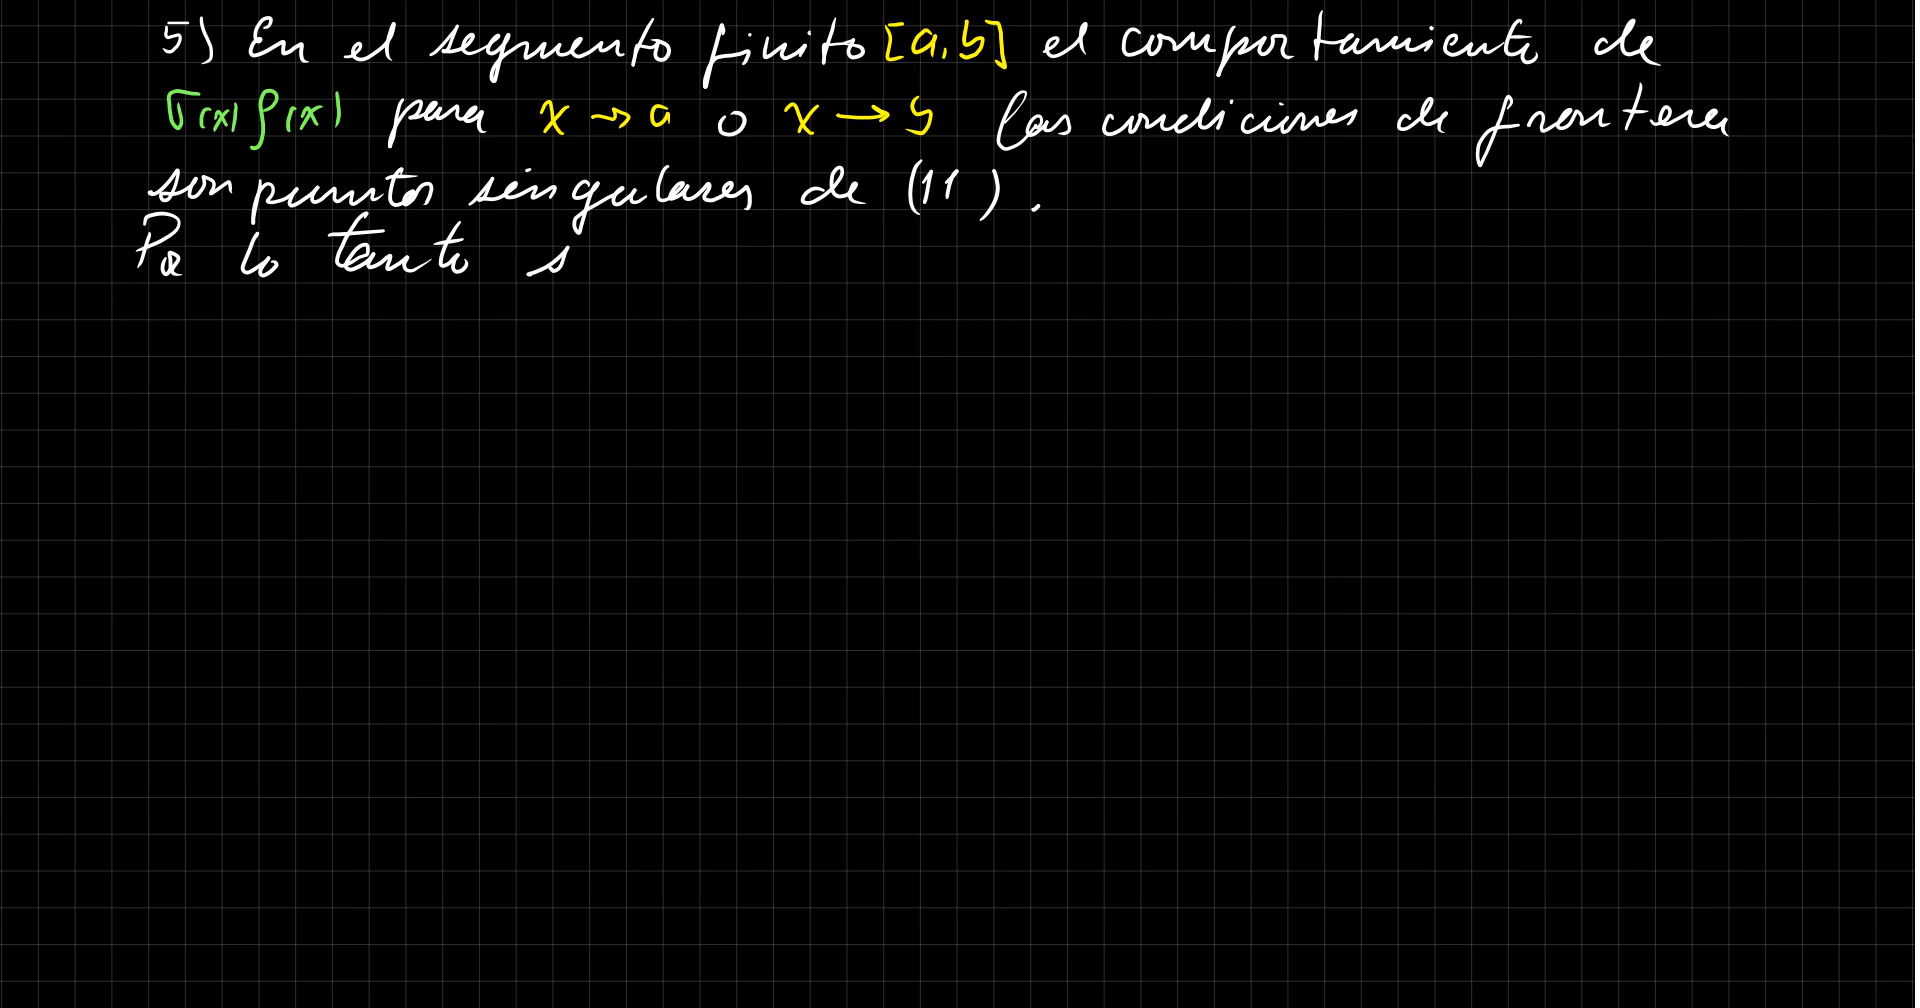 5) En el segmento finito [a,b] el comportamiento de
σ(x)ρ(x) para x → a o x → b las condiciones de frontera
son puntos singulares de (11).
Por lo tanto s